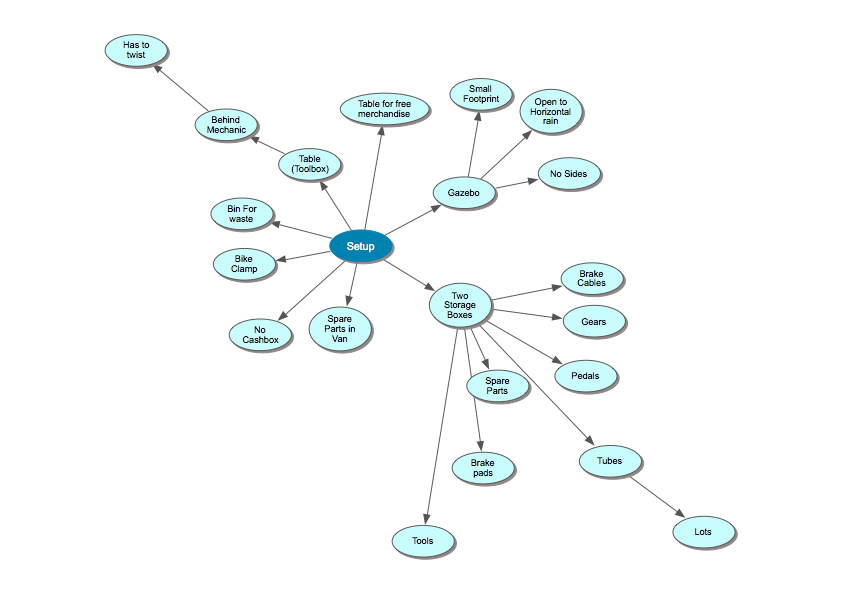 Has to
twist
Behind
Mechanic
Table
(Toolbox)
Table for free
merchandise
Small
Footprint
Open to
Horizontal
rain
No Sides
Gazebo
Bin For
waste
Setup
Bike
Clamp
No
Cashbox
Spare
Parts in
Van
Two
Storage
Boxes
Brake
Cables
Gears
Pedals
Spare
Parts
Brake
pads
Tubes
Lots
Tools